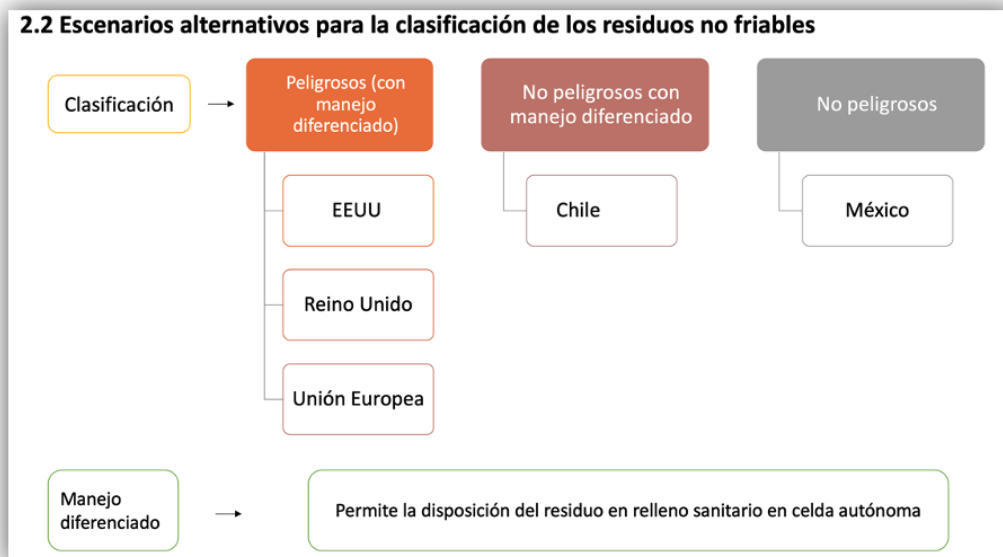 2.2 Escenarios alternativos para la clasificación de los residuos no friables
Clasificación
Peligrosos (con
manejo
diferenciado)
No peligrosos con
manejo diferenciado
No peligrosos
EEUU
Chile
México
Reino Unido
Unión Europea
Manejo
diferenciado
Permite la disposición del residuo en relleno sanitario en celda autónoma